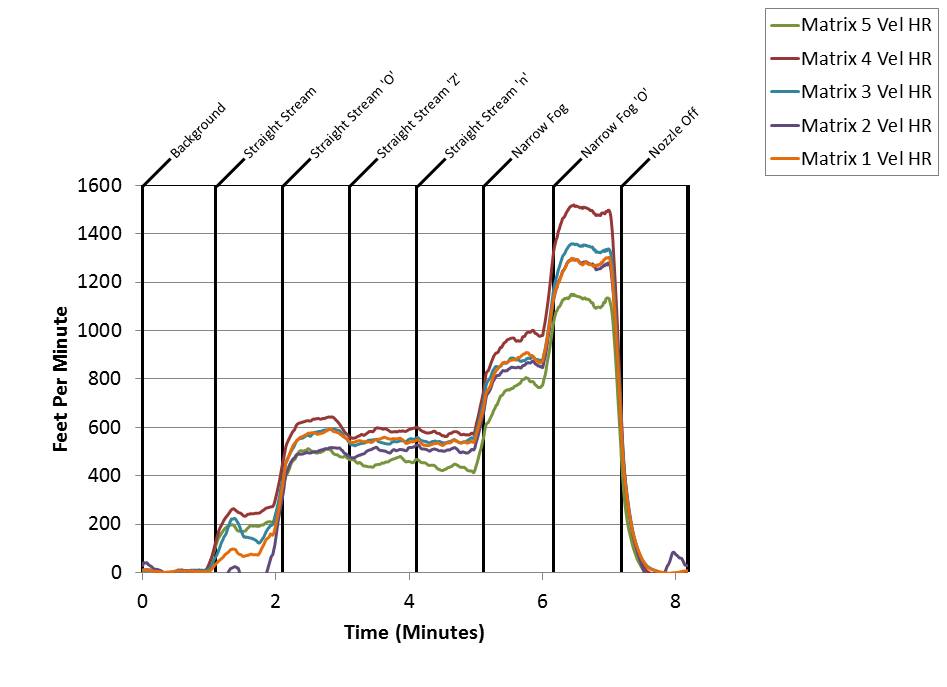 Matrix 5 Vel HR
Matrix 4 Vel HR
Matrix 3 Vel HR
Matrix 2 Vel HR
Matrix 1 Vel HR
Background
Straight Stream
Straight Stream 'O'
Straight Stream 'Z'
Straight Stream 'n'
Narrow Fog
Narrow Fog 'O'
Nozzle Off
1600
1400
1200
1000
800
600
400
200
0
Feet Per Minute
0 2 4 6 8
Time (Minutes)